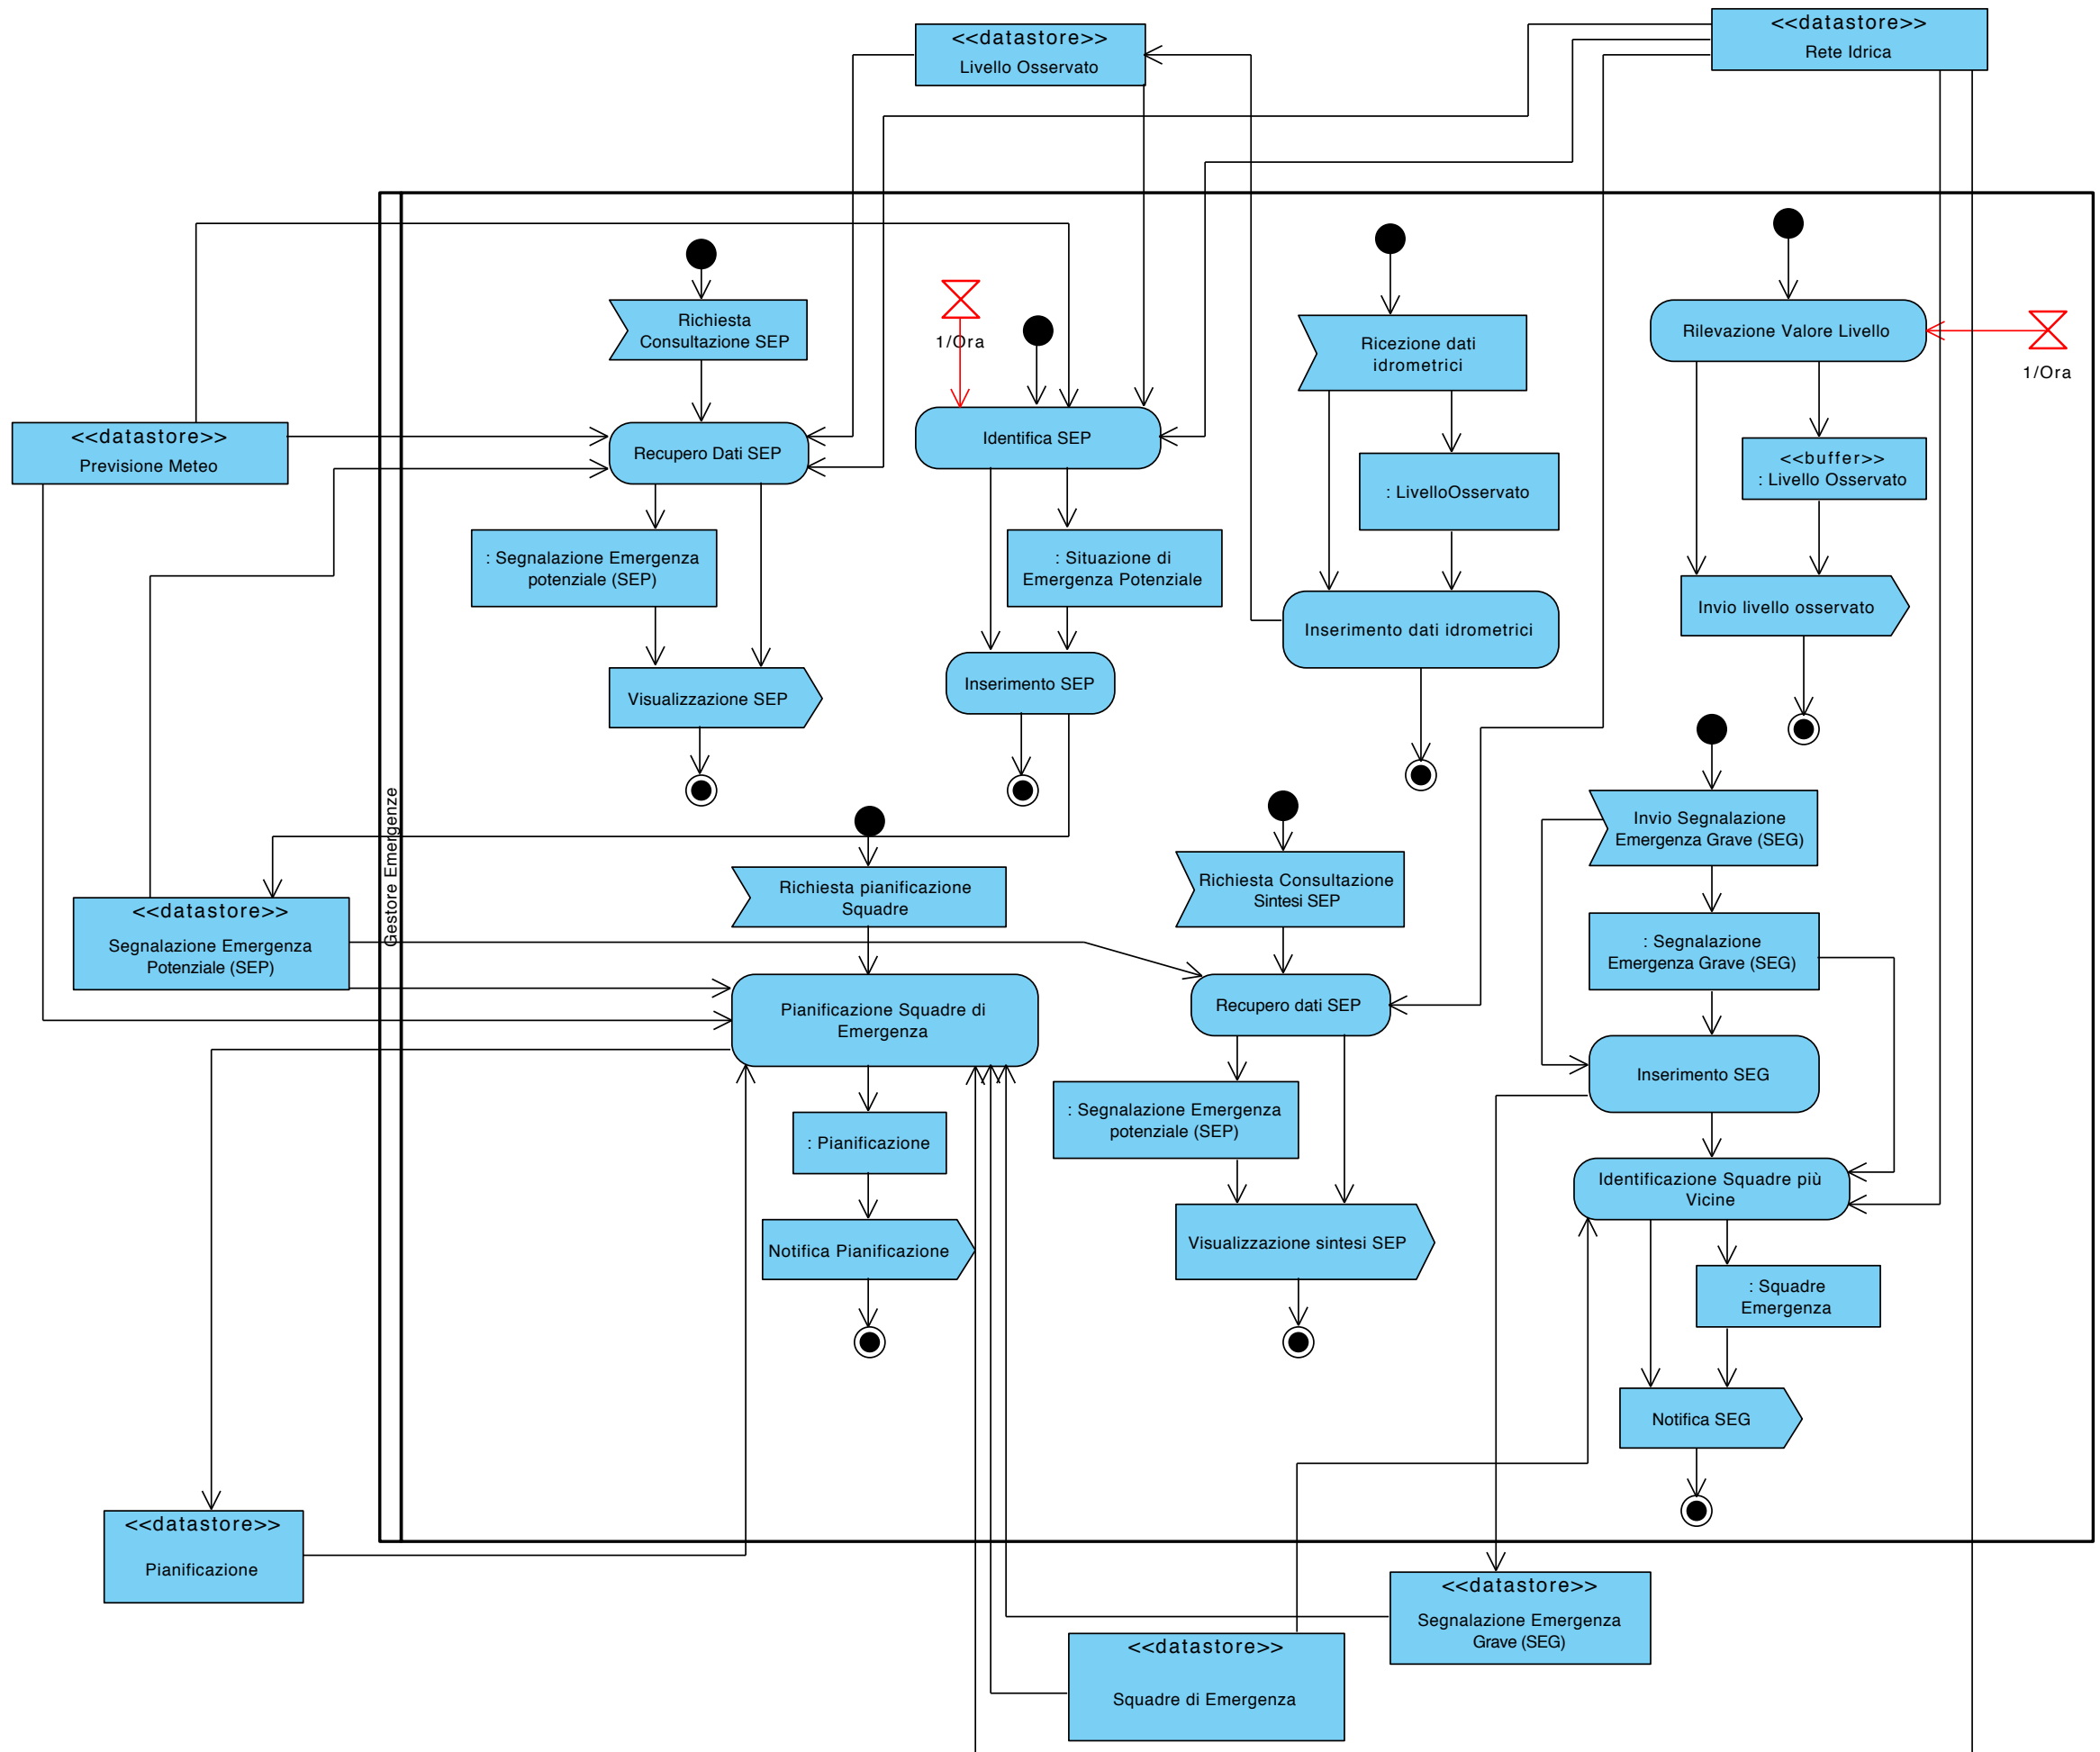 <<datastore>>
Livello Osservato
<<datastore>>
Rete Idrica
Richiesta
Consultazione SEP
1/Ora
Ricezione dati
idrometrici
Rilevazione Valore Livello
1/Ora
<<datastore>>
Previsione Meteo
Recupero Dati SEP
Identifica SEP
<<buffer>>
: Livello Osservato
: LivelloOsservato
: Segnalazione Emergenza
potenziale (SEP)
: Situazione di
Emergenza Potenziale
Invio livello osservato
Inserimento dati idrometrici
Visualizzazione SEP
Inserimento SEP
Gestore Emergenze
Invio Segnalazione
Emergenza Grave (SEG)
Richiesta pianificazione
Squadre
Richiesta Consultazione
Sintesi SEP
<<datastore>>
Segnalazione Emergenza
Potenziale (SEP)
: Segnalazione
Emergenza Grave (SEG)
Pianificazione Squadre di
Emergenza
Recupero dati SEP
Inserimento SEG
: Pianificazione
: Segnalazione Emergenza
potenziale (SEP)
Identificazione Squadre più
Vicine
Notifica Pianificazione
Visualizzazione sintesi SEP
: Squadre
Emergenza
Notifica SEG
<<datastore>>
Pianificazione
<<datastore>>
Segnalazione Emergenza
Grave (SEG)
<<datastore>>
Squadre di Emergenza